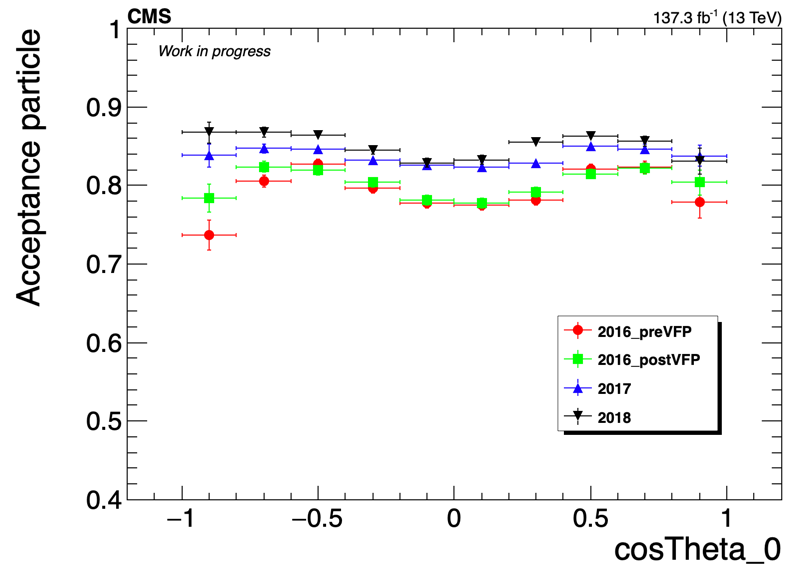 CMS 137.3 fb⁻¹ (13 TeV)
Work in progress
Acceptance particle
1
0.9
0.8
0.7
0.6
0.5
0.4
2016_preVFP
2016_postVFP
2017
2018
−1 −0.5 0 0.5 1
cosTheta_0